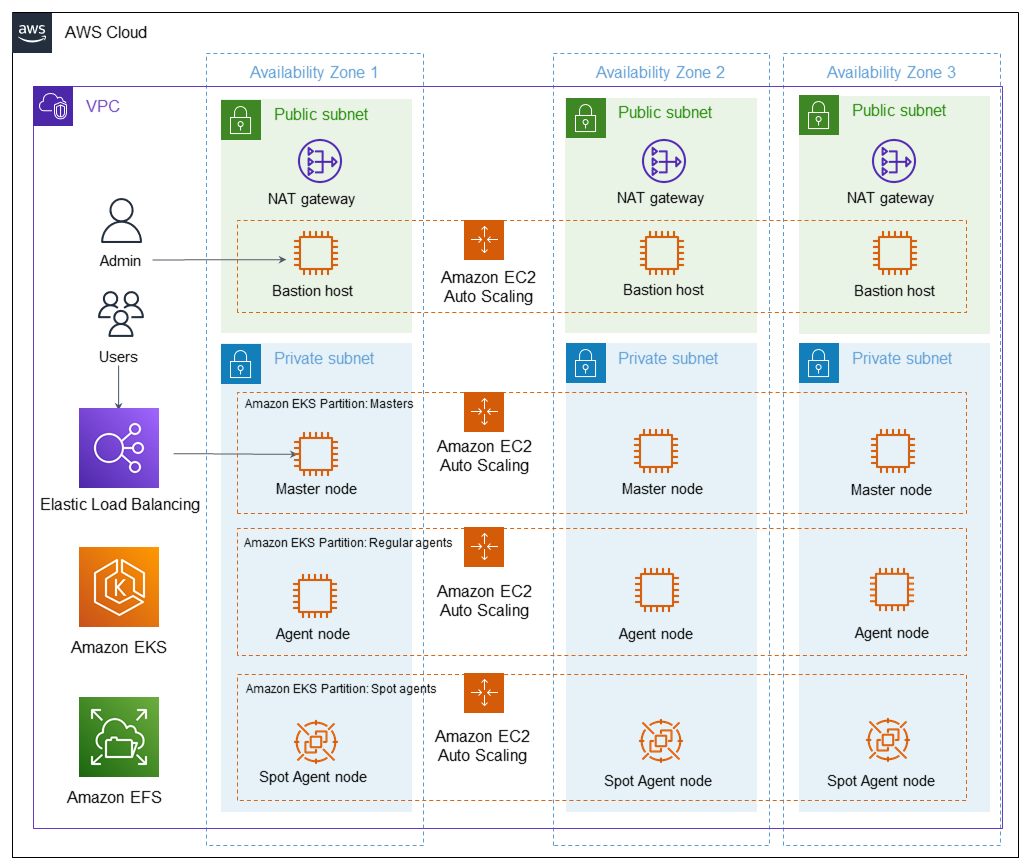 aws
AWS Cloud
Availability Zone 1
Availability Zone 2
Availability Zone 3
VPC
Public subnet
Public subnet
Public subnet
NAT gateway
NAT gateway
NAT gateway
Admin
Bastion host
Amazon EC2
Auto Scaling
Bastion host
Bastion host
Users
Private subnet
Private subnet
Private subnet
Amazon EKS Partition: Masters
Amazon EC2
Auto Scaling
Master node
Master node
Master node
Elastic Load Balancing
Amazon EKS Partition: Regular agents
Amazon EC2
Auto Scaling
K
Agent node
Agent node
Agent node
Amazon EKS
Amazon EKS Partition: Spot agents
Amazon EC2
Auto Scaling
Spot Agent node
Spot Agent node
Spot Agent node
Amazon EFS